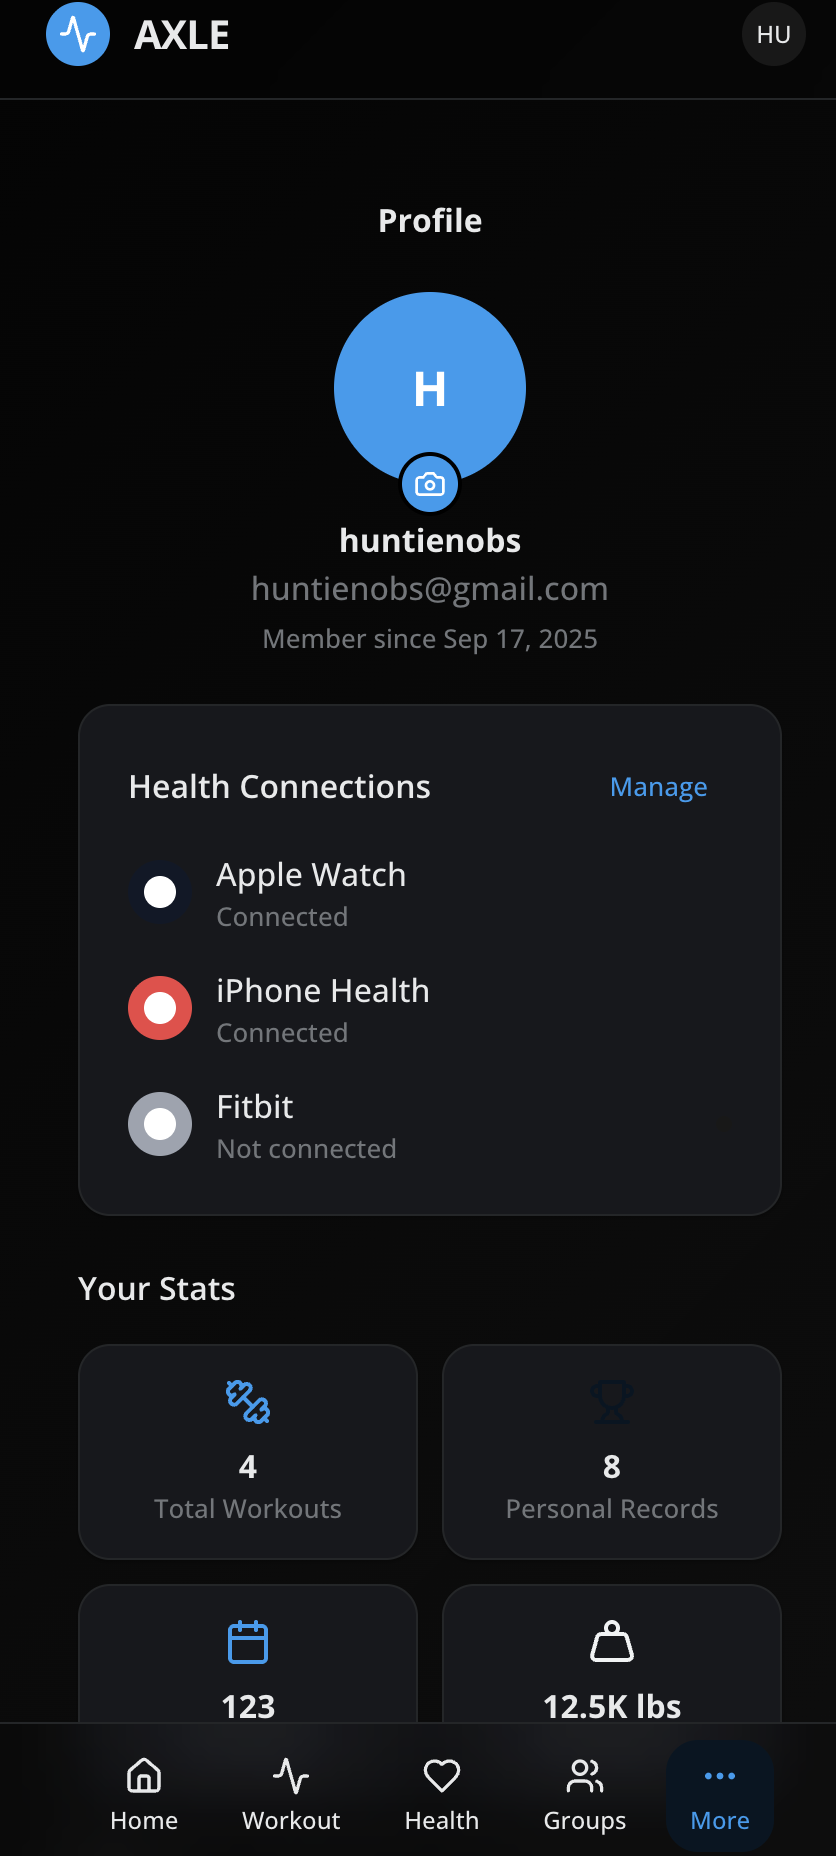 AXLE
HU
Profile
H
huntienobs
huntienobs@gmail.com
Member since Sep 17, 2025
Health Connections
Manage
Apple Watch
Connected
iPhone Health
Connected
Fitbit
Not connected
Your Stats
4
Total Workouts
8
Personal Records
123
12.5K lbs
Home
Workout
Health
Groups
More